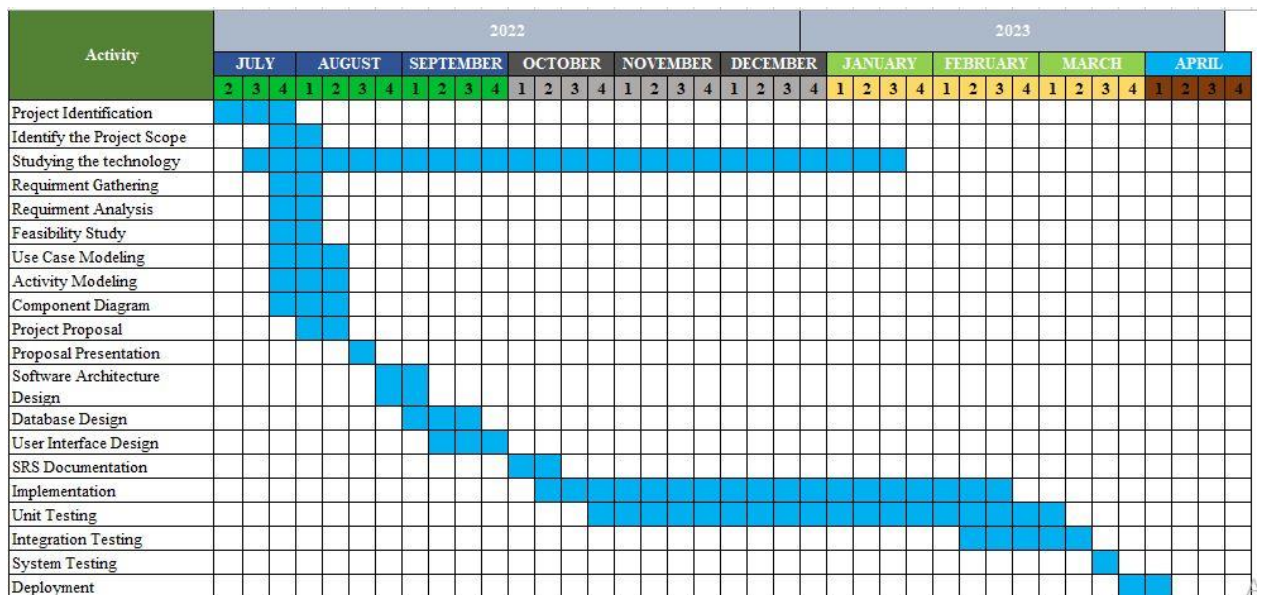 2022 2023
Activity
JULY AUGUST SEPTEMBER OCTOBER NOVEMBER DECEMBER JANUARY FEBRUARY MARCH APRIL
2 3 4 1 2 3 4 1 2 3 4 1 2 3 4 1 2 3 4 1 2 3 4 1 2 3 4 1 2 3 4 1 2 3 4 1 2 3 4
Project Identification
Identify the Project Scope
Studying the technology
Requirment Gathering
Requirment Analysis
Feasibility Study
Use Case Modeling
Activity Modeling
Component Diagram
Project Proposal
Proposal Presentation
Software Architecture
Design
Database Design
User Interface Design
SRS Documentation
Implementation
Unit Testing
Integration Testing
System Testing
Deployment